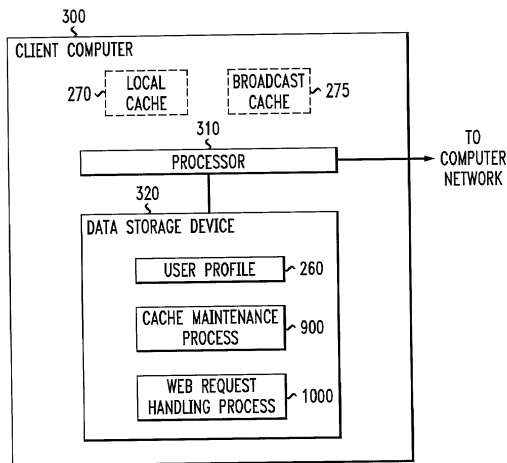 300
CLIENT COMPUTER
270
LOCAL
CACHE
BROADCAST
CACHE
275
310
PROCESSOR
TO
COMPUTER
NETWORK
320
DATA STORAGE DEVICE
USER PROFILE
260
CACHE MAINTENANCE
PROCESS
900
WEB REQUEST
HANDLING PROCESS
1000